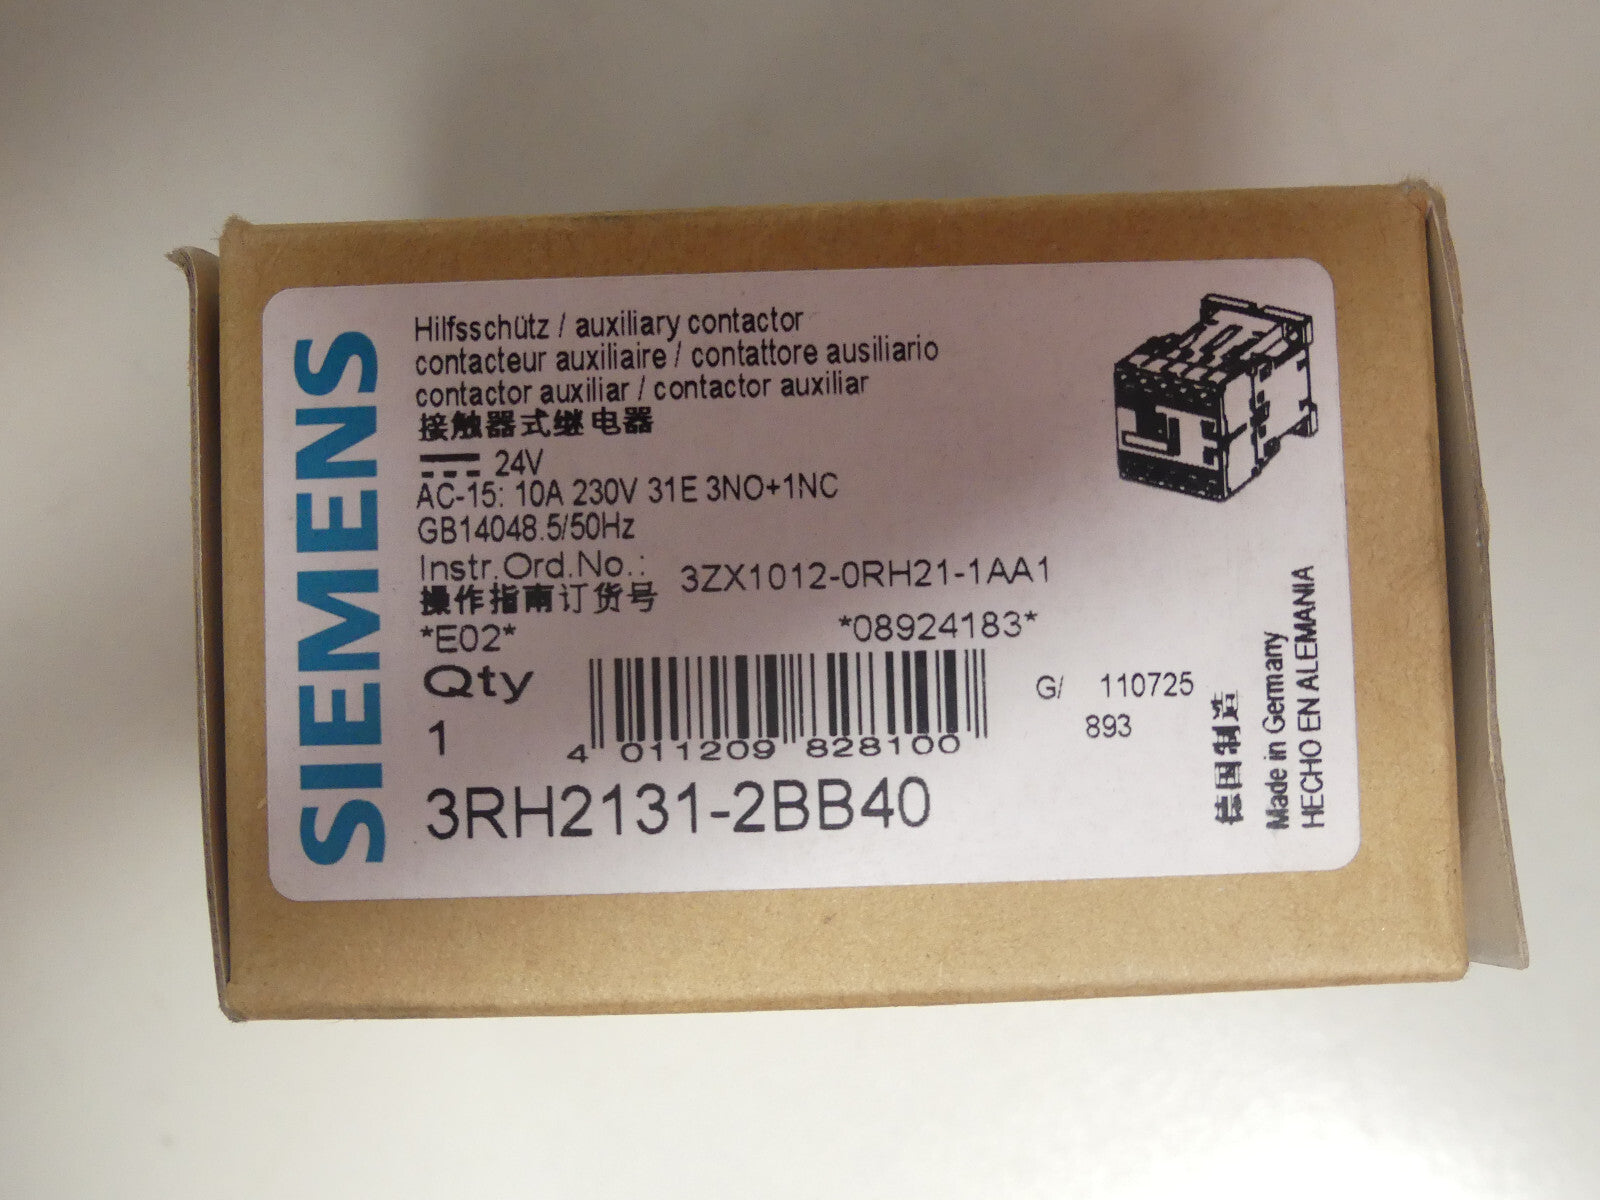 SIEMENS
Hilfsschütz / auxiliary contactor
contacteur auxiliaire / contattore ausiliario
contactor auxiliar / contactor auxiliar
接触器式继电器
24V
AC-15: 10A 230V 31E 3NO+1NC
GB14048.5/50Hz
Instr.Ord.No.: 3ZX1012-0RH21-1AA1
操作指南订货号
*E02* *08924183*
Qty
1
4 011209 828100
G/ 110725
893
3RH2131-2BB40
德国制造
Made in Germany
HECHO EN ALEMANIA